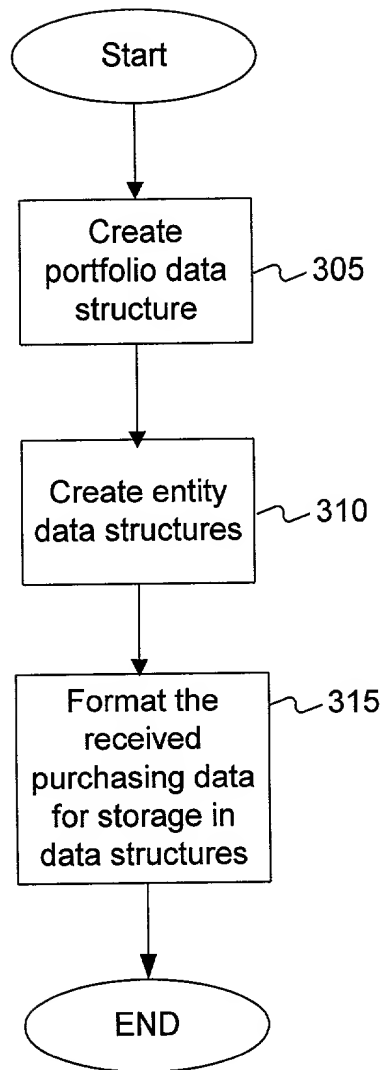 Start
Create
portfolio data
structure
305
Create entity
data structures
310
Format the
received
purchasing data
for storage in
data structures
315
END